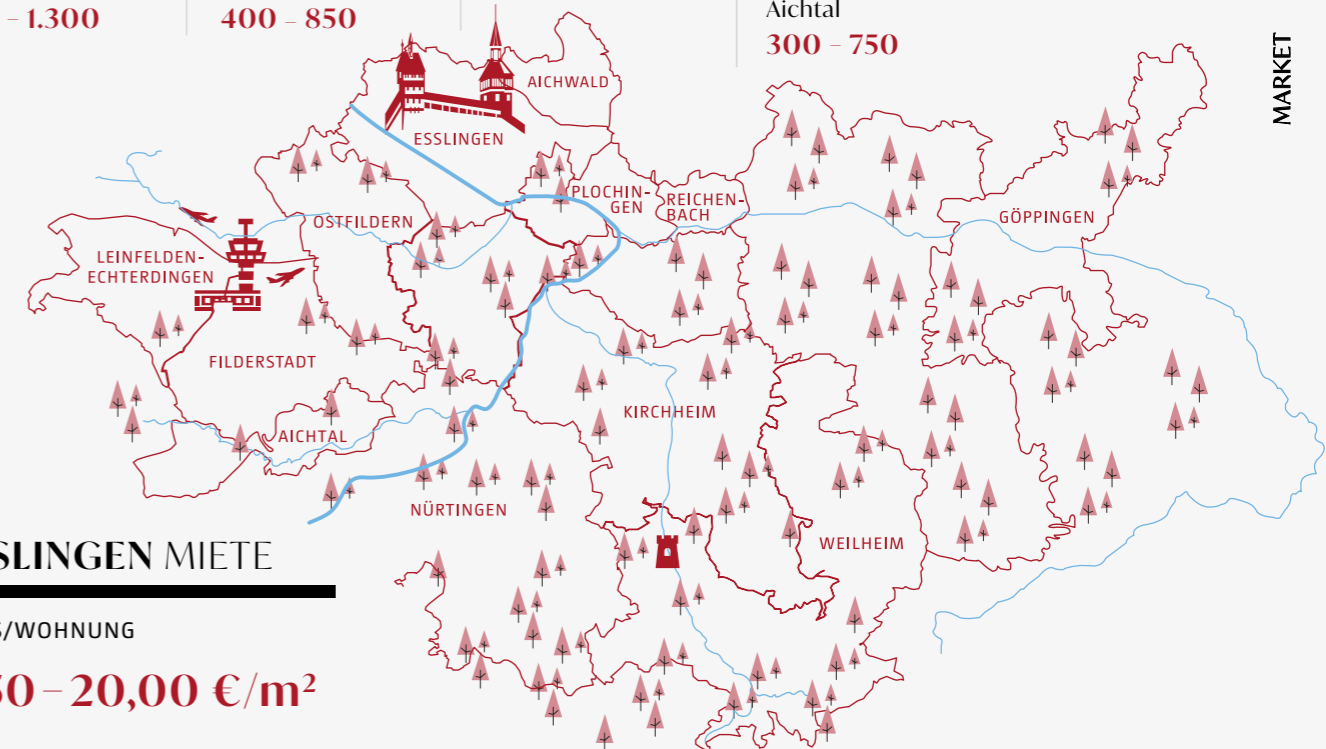 – 1.300
400 – 850
Aichtal
300 – 750
MARKET
AICHWALD
ESSLINGEN
PLOCHIN-
GEN
REICHEN-
BACH
OSTFILDERN
GÖPPINGEN
LEINFELDEN-
ECHTERDINGEN
FILDERSTADT
KIRCHHEIM
AICHTAL
NÜRTINGEN
WEILHEIM
SLINGEN MIETE
/WOHNUNG
0 – 20,00 €/m²